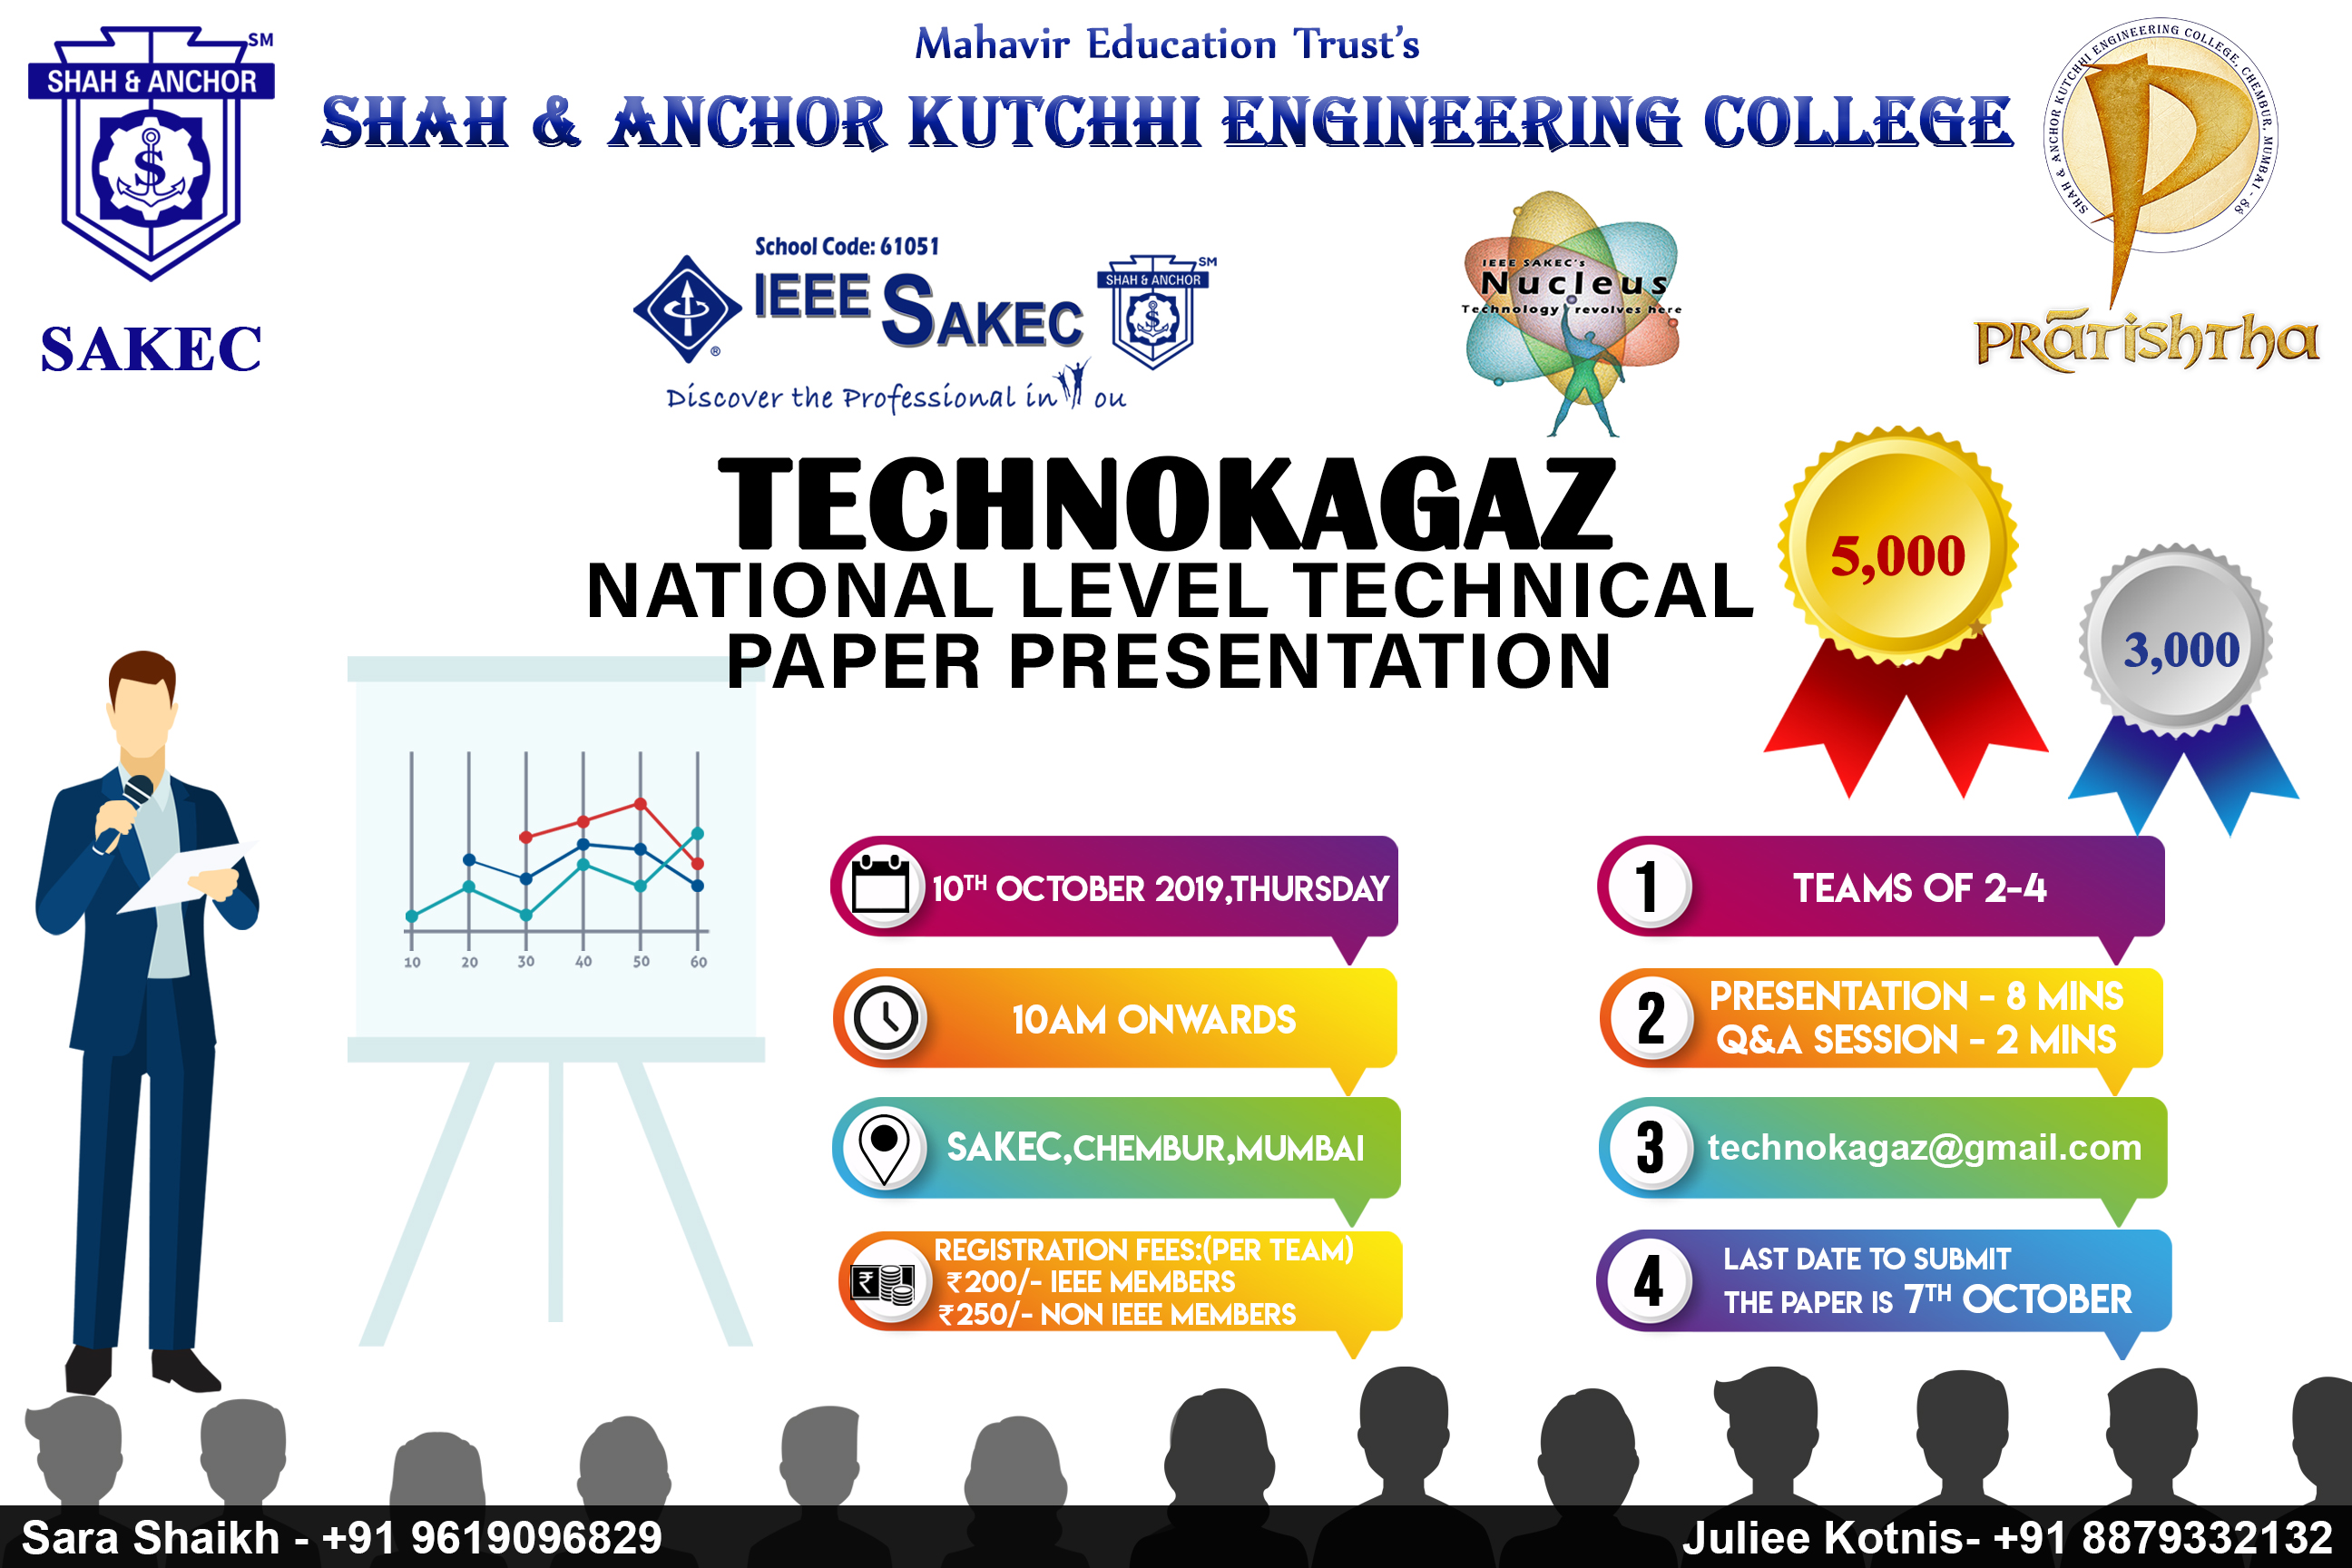 SHAH & ANCHOR
SM
S
SAKEC
Mahavir Education Trust's
SHAH & ANCHOR KUTCHHI ENGINEERING COLLEGE
SHAH & ANCHOR KUTCHHI ENGINEERING COLLEGE, CHEMBUR, MUMBAI - 88
P
PRATISHTHA
School Code: 61051
IEEE SAKEC
®
SHAH & ANCHOR
SM
S
Discover the Professional in You
IEEE SAKEC's
Nucleus
Technology revolves here
TECHNOKAGAZ
NATIONAL LEVEL TECHNICAL
PAPER PRESENTATION
5,000
3,000
10 20 30 40 50 60
10TH OCTOBER 2019,THURSDAY
10AM ONWARDS
SAKEC,CHEMBUR,MUMBAI
₹
REGISTRATION FEES:(PER TEAM)
₹200/- IEEE MEMBERS
₹250/- NON IEEE MEMBERS
1 TEAMS OF 2-4
2 PRESENTATION - 8 MINS
Q&A SESSION - 2 MINS
3 technokagaz@gmail.com
4 LAST DATE TO SUBMIT
THE PAPER IS 7TH OCTOBER
Sara Shaikh - +91 9619096829
Juliee Kotnis- +91 8879332132